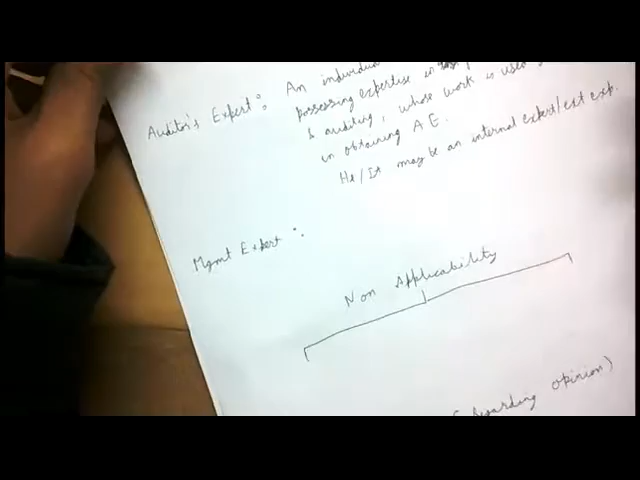 Auditor's Expert : An individual
possessing expertise in
& auditing, whose work is used
in obtaining AE.
He/It may be an internal expert/ext exp.
Mgmt Expert :
Non Applicability
(Regarding opinion)